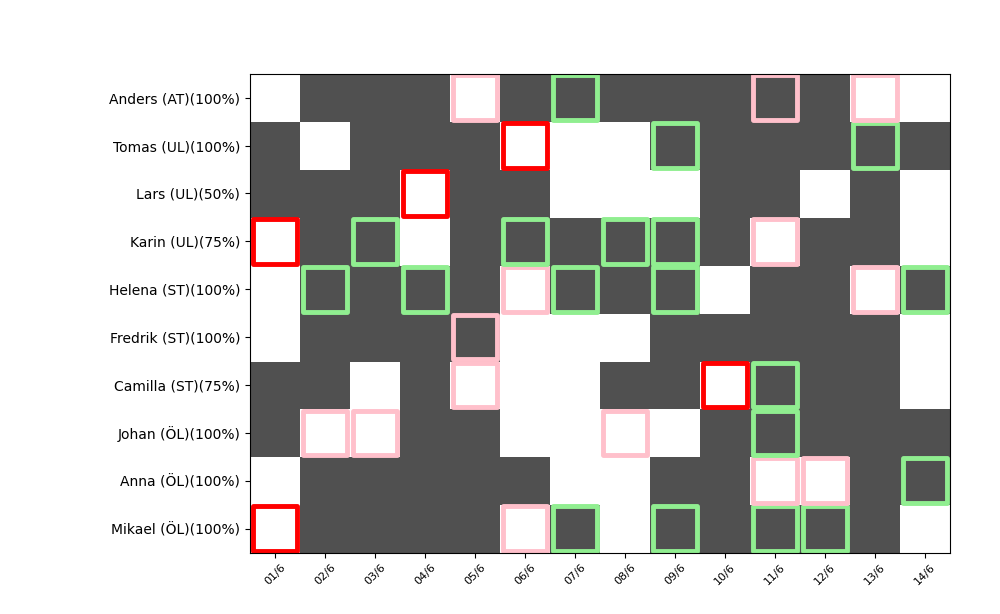 Anders (AT)(100%)
Tomas (UL)(100%)
Lars (UL)(50%)
Karin (UL)(75%)
Helena (ST)(100%)
Fredrik (ST)(100%)
Camilla (ST)(75%)
Johan (ÖL)(100%)
Anna (ÖL)(100%)
Mikael (ÖL)(100%)
01/6 02/6 03/6 04/6 05/6 06/6 07/6 08/6 09/6 10/6 11/6 12/6 13/6 14/6